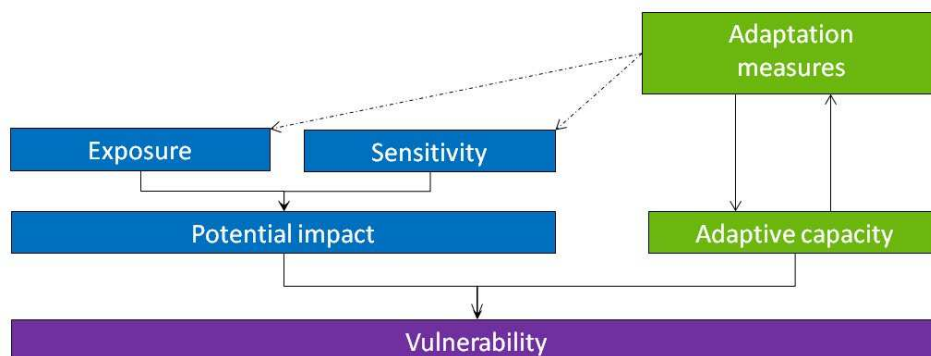 Adaptation
measures
Exposure
Sensitivity
Potential impact
Adaptive capacity
Vulnerability